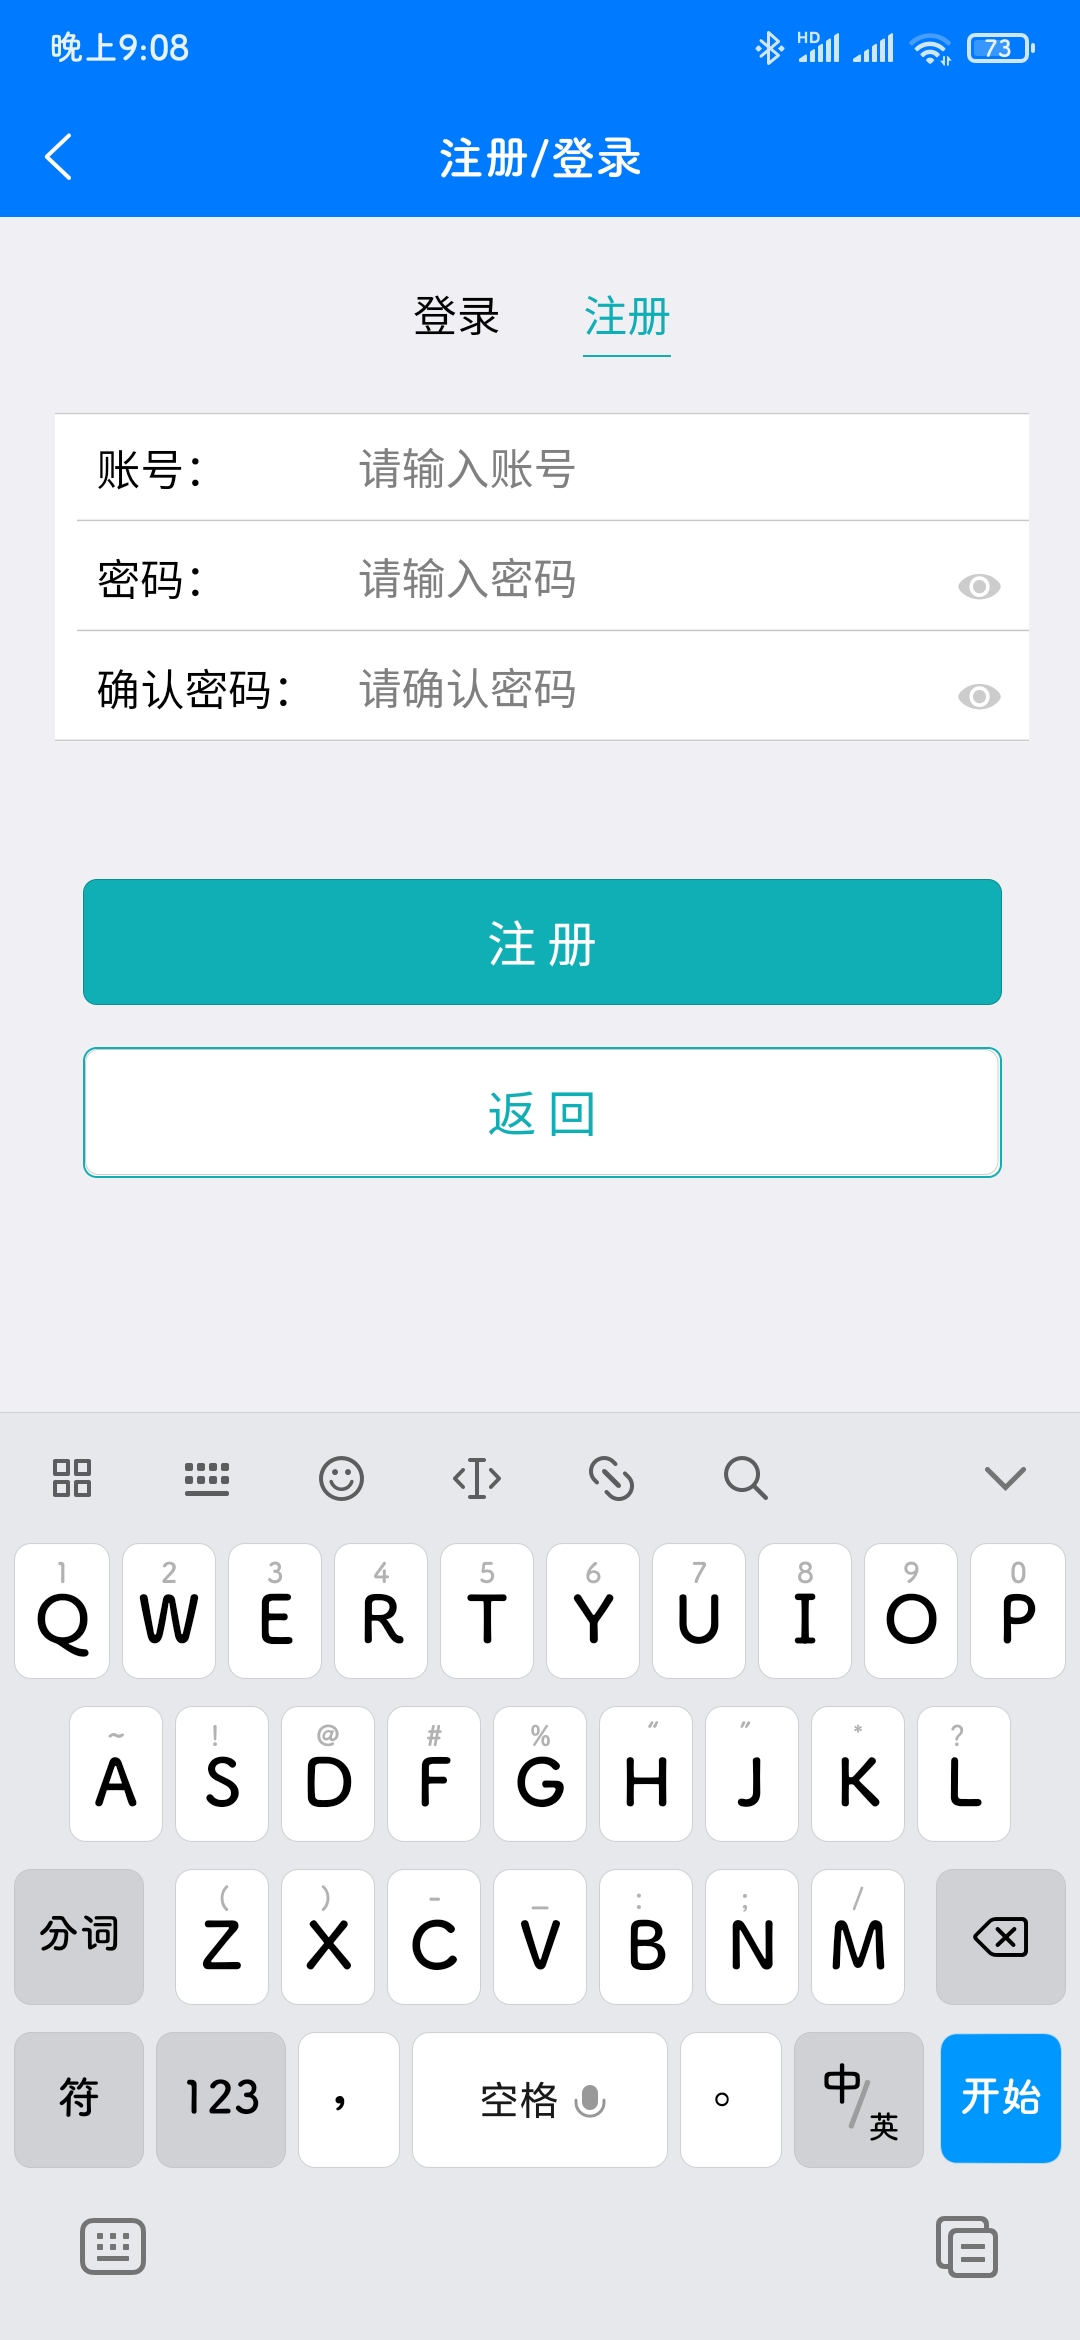 晚上9:08
HD
73
注册/登录
登录 注册
账号： 请输入账号
密码： 请输入密码
确认密码： 请确认密码
注 册
返 回
1 2 3 4 5 6 7 8 9 0
Q W E R T Y U I O P
~ ! @ # % “ ” * ?
A S D F G H J K L
( ) - _ : ; /
分词 Z X C V B N M
符 123 ， 空格 。 中/英 开始